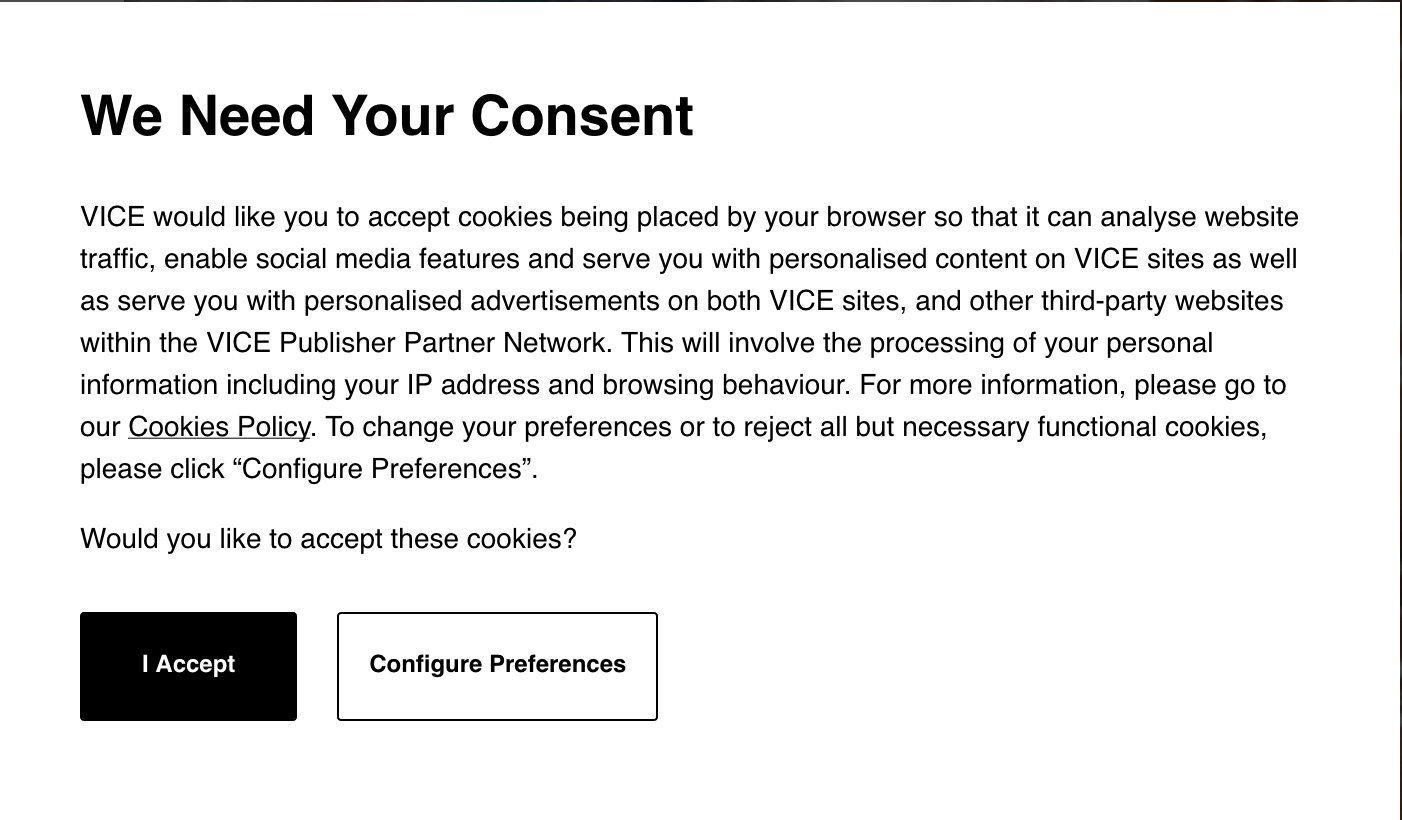 We Need Your Consent
VICE would like you to accept cookies being placed by your browser so that it can analyse website
traffic, enable social media features and serve you with personalised content on VICE sites as well
as serve you with personalised advertisements on both VICE sites, and other third-party websites
within the VICE Publisher Partner Network. This will involve the processing of your personal
information including your IP address and browsing behaviour. For more information, please go to
our Cookies Policy. To change your preferences or to reject all but necessary functional cookies,
please click “Configure Preferences”.
Would you like to accept these cookies?
I Accept
Configure Preferences